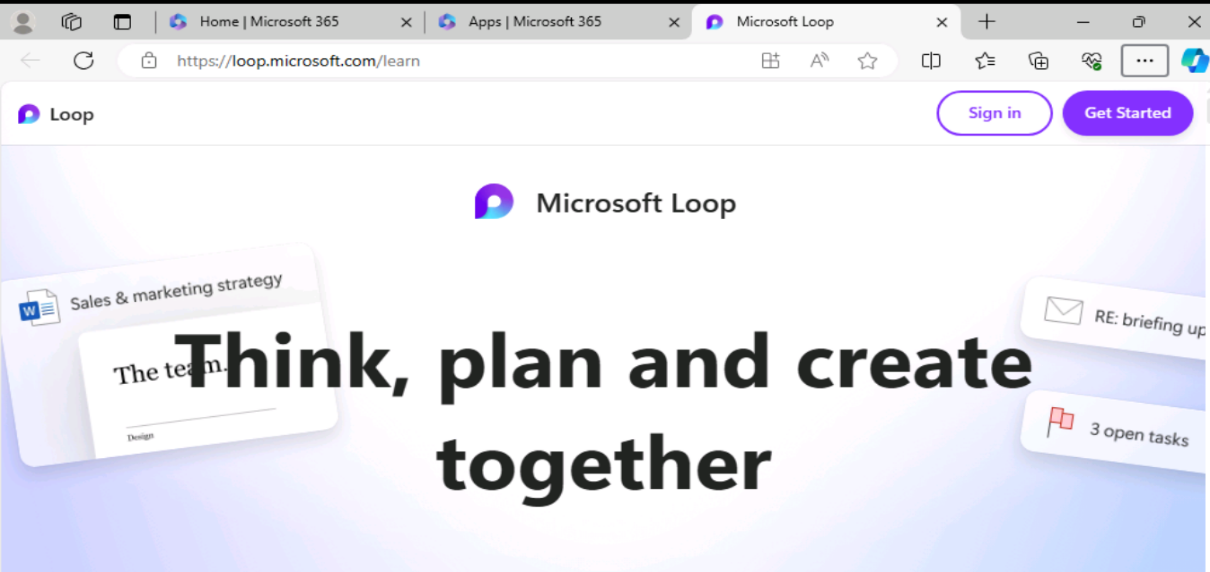 Home | Microsoft 365
Apps | Microsoft 365
Microsoft Loop
https://loop.microsoft.com/learn
Loop
Sign in
Get Started
Microsoft Loop
Sales & marketing strategy
The team.
Design
Think, plan and create
together
RE: briefing up
3 open tasks